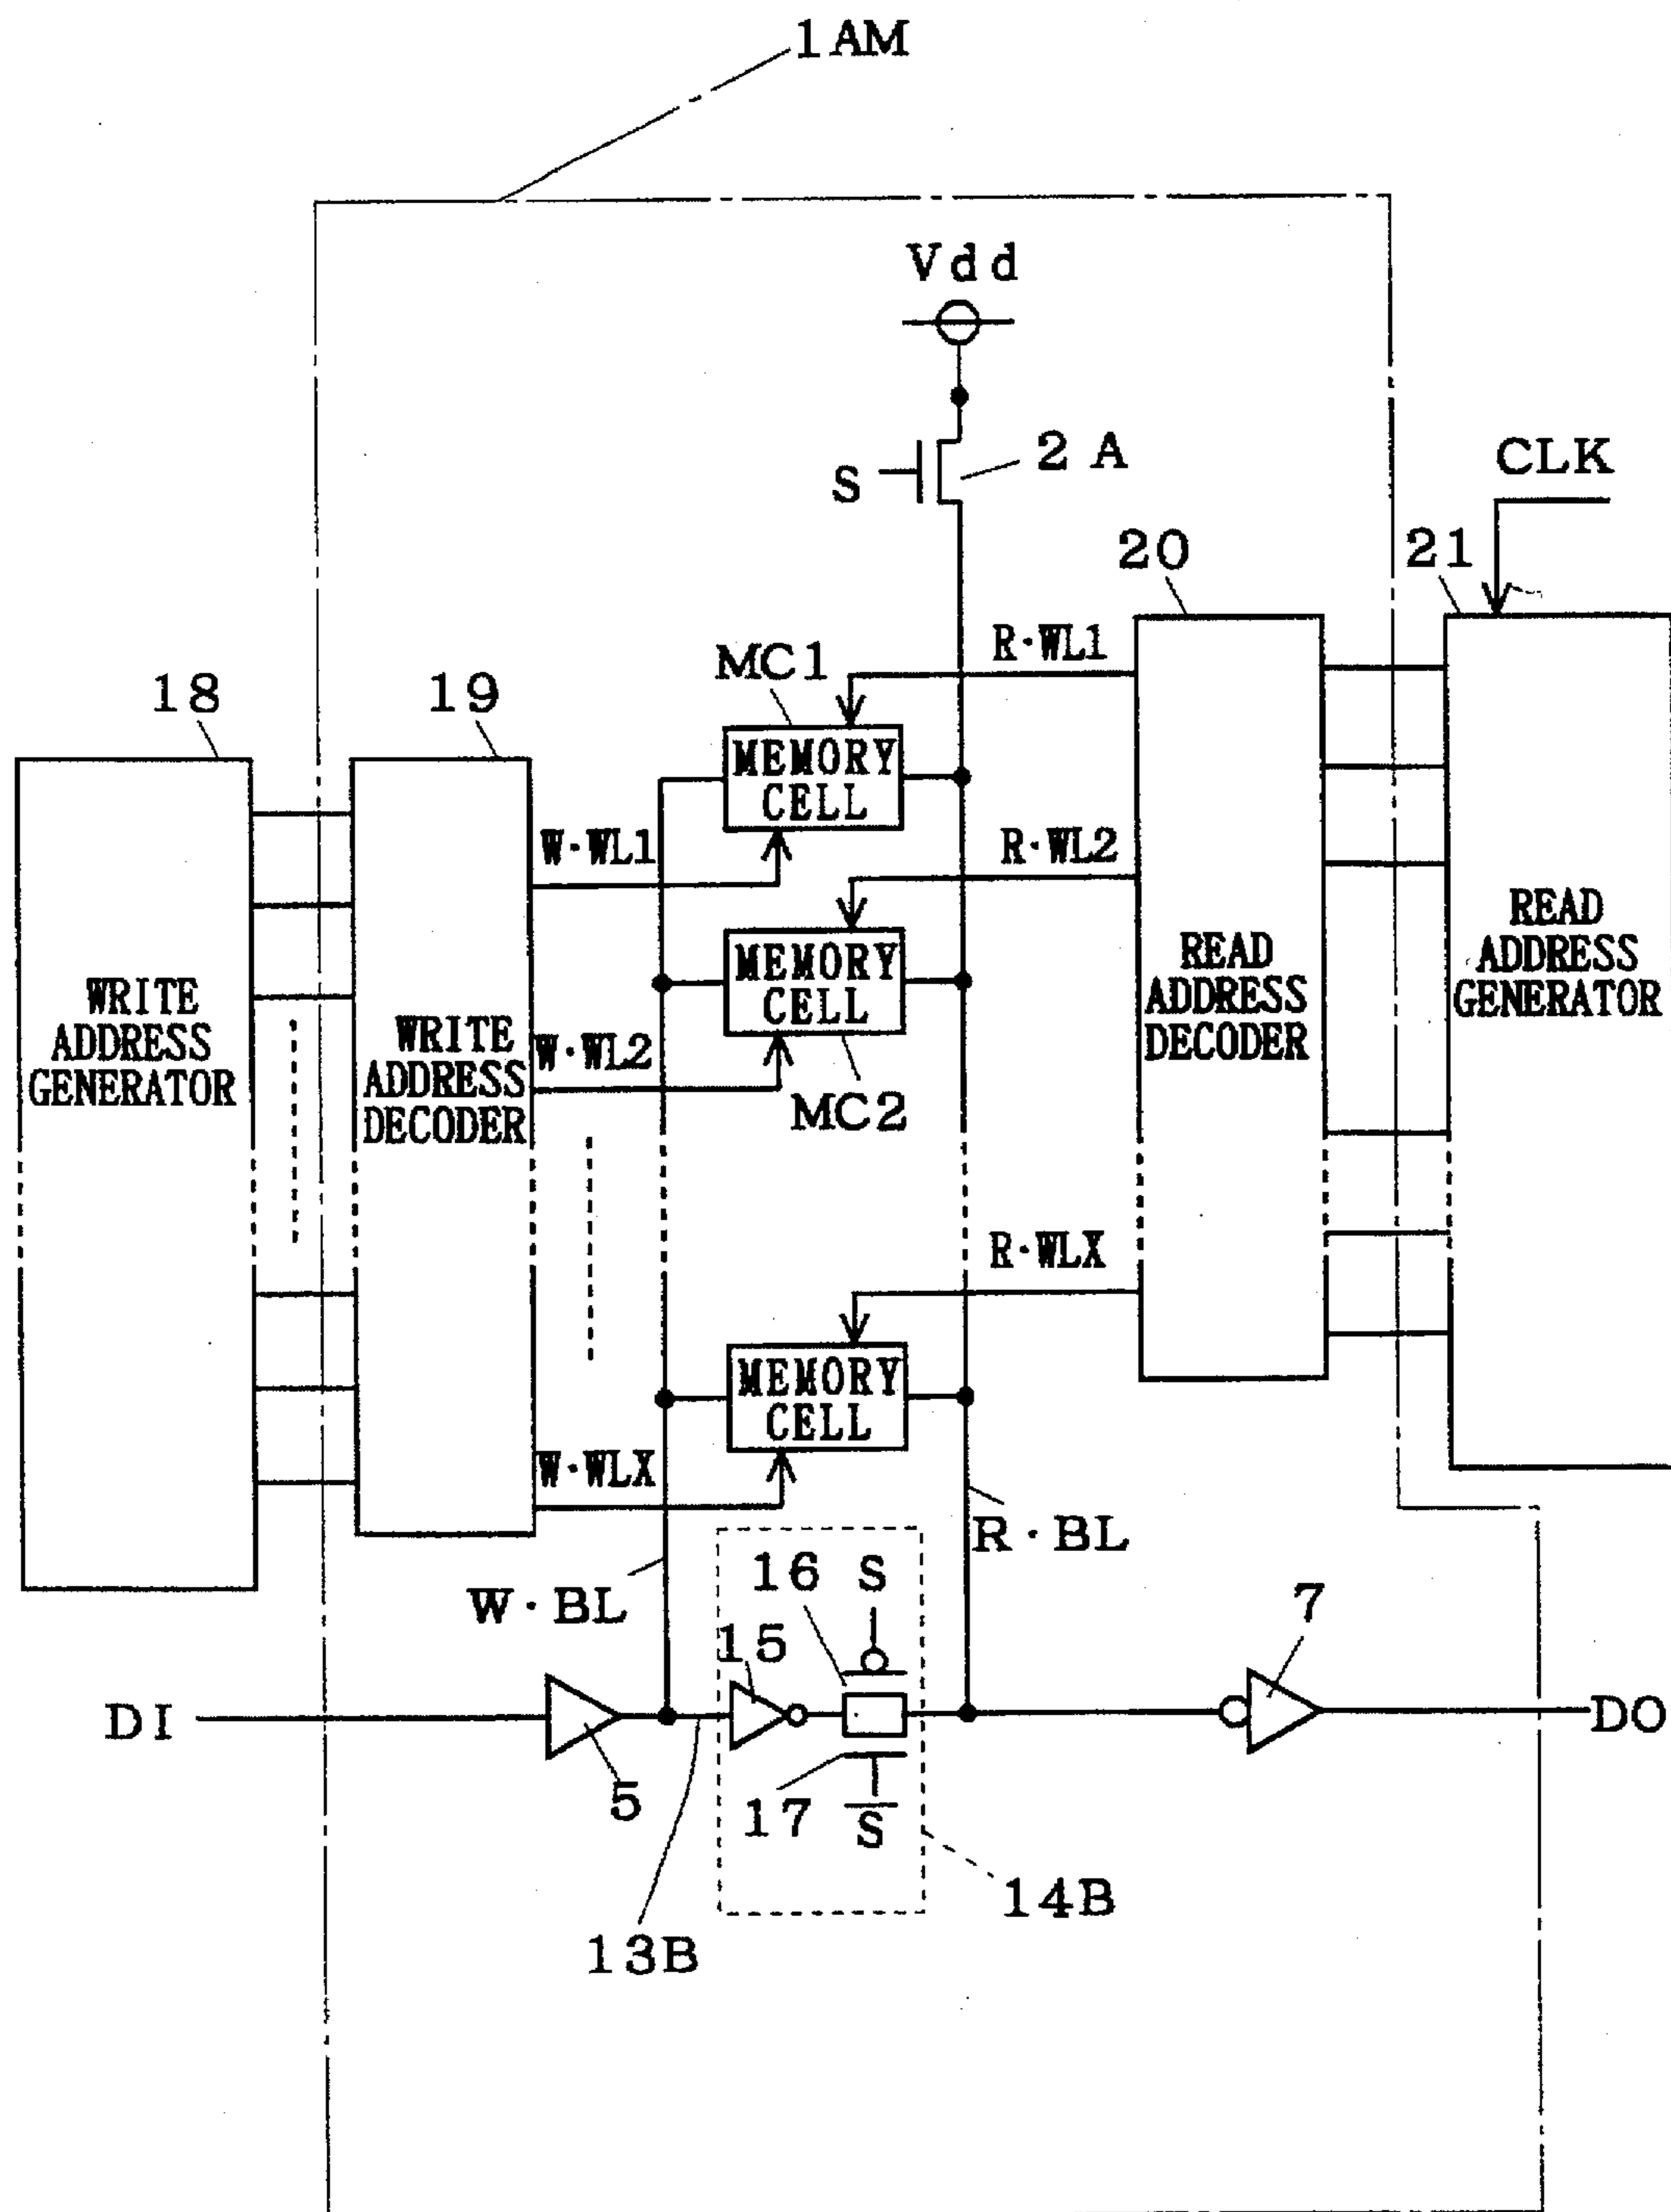 1AM
Vdd
S
2A
CLK
20
21
R·WL1
MC1
18
19
MEMORY
CELL
W·WL1
R·WL2
MEMORY
CELL
W·WL2
MC2
WRITE
ADDRESS
GENERATOR
WRITE
ADDRESS
DECODER
READ
ADDRESS
DECODER
READ
ADDRESS
GENERATOR
R·WLX
MEMORY
CELL
W·WLX
R·BL
W·BL
16
S
15
7
DI
5
17
S̅
DO
14B
13B